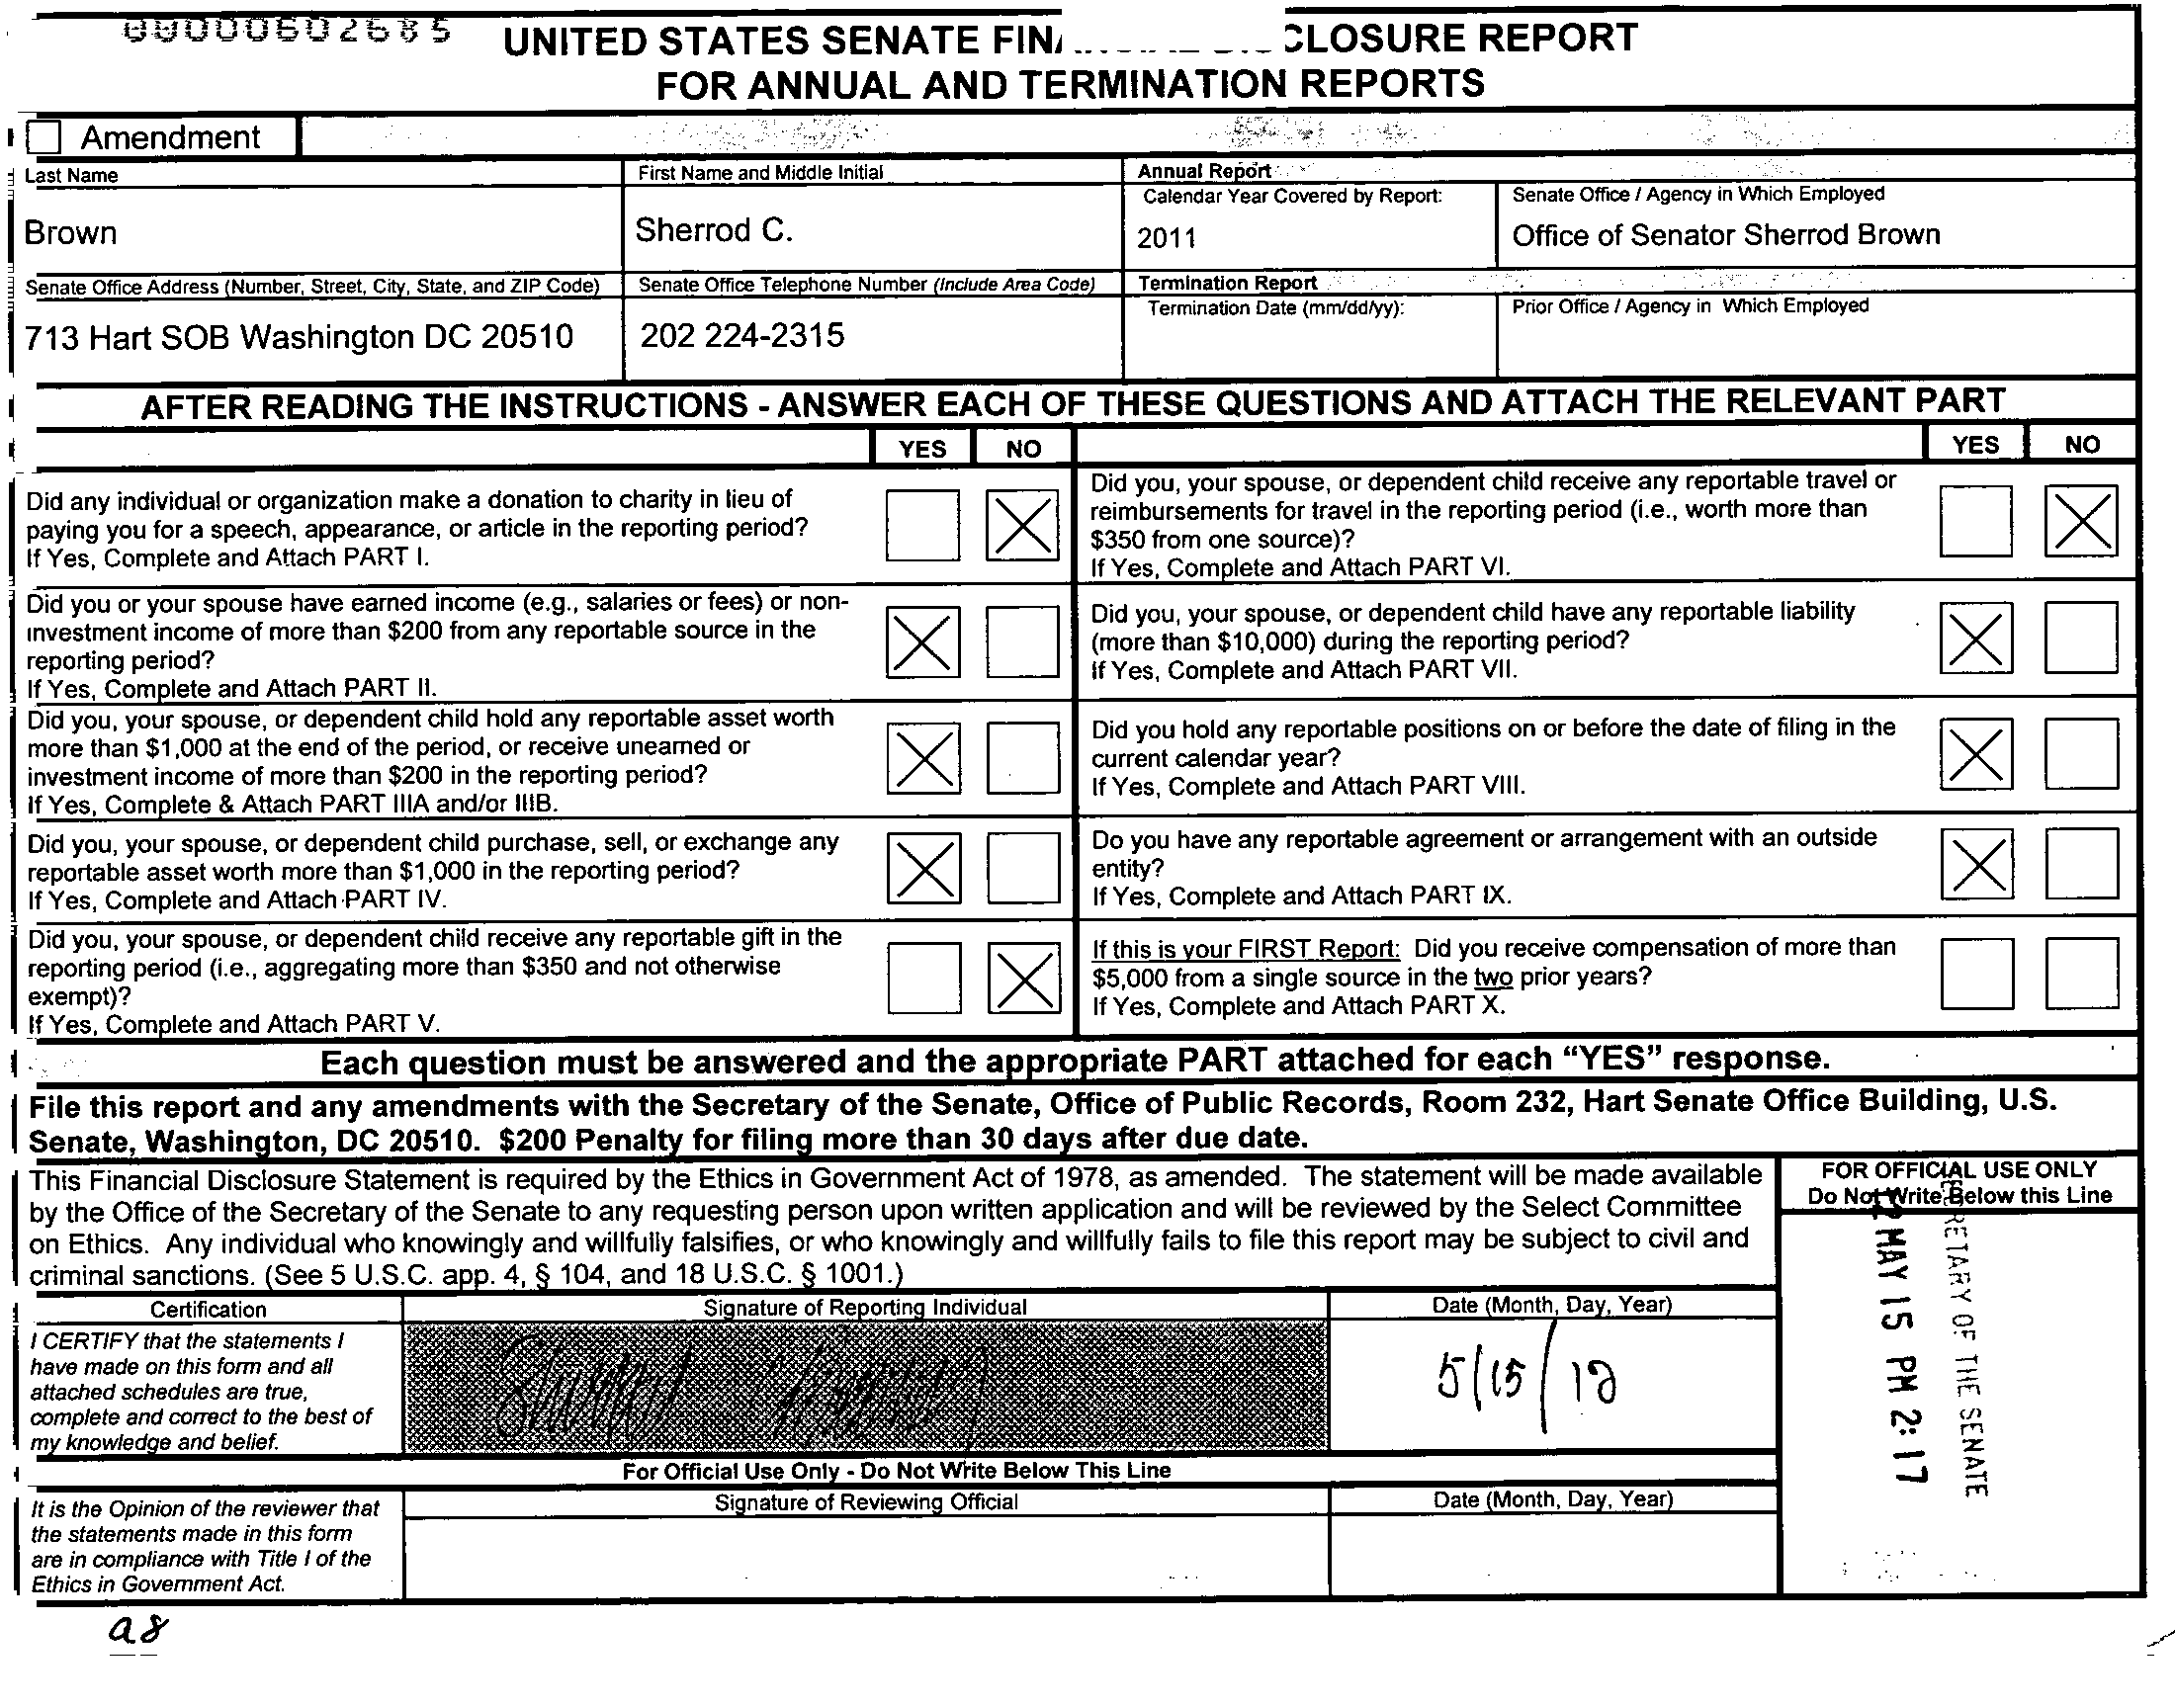 00000602685
UNITED STATES SENATE FIN CLOSURE REPORT
FOR ANNUAL AND TERMINATION REPORTS
Amendment
Last Name
Brown
First Name and Middle Initial
Sherrod C.
Annual Report
Calendar Year Covered by Report:
2011
Senate Office / Agency in Which Employed
Office of Senator Sherrod Brown
Senate Office Address (Number, Street, City, State, and ZIP Code)
713 Hart SOB Washington DC 20510
Senate Office Telephone Number (Include Area Code)
202 224-2315
Termination Report
Termination Date (mm/dd/yy):
Prior Office / Agency in Which Employed
AFTER READING THE INSTRUCTIONS - ANSWER EACH OF THESE QUESTIONS AND ATTACH THE RELEVANT PART
YES NO
Did any individual or organization make a donation to charity in lieu of
paying you for a speech, appearance, or article in the reporting period?
If Yes, Complete and Attach PART I.
Did you or your spouse have earned income (e.g., salaries or fees) or non-
investment income of more than $200 from any reportable source in the
reporting period?
If Yes, Complete and Attach PART II.
Did you, your spouse, or dependent child hold any reportable asset worth
more than $1,000 at the end of the period, or receive unearned or
investment income of more than $200 in the reporting period?
If Yes, Complete & Attach PART IIIA and/or IIIB.
Did you, your spouse, or dependent child purchase, sell, or exchange any
reportable asset worth more than $1,000 in the reporting period?
If Yes, Complete and Attach PART IV.
Did you, your spouse, or dependent child receive any reportable gift in the
reporting period (i.e., aggregating more than $350 and not otherwise
exempt)?
If Yes, Complete and Attach PART V.
YES NO
Did you, your spouse, or dependent child receive any reportable travel or
reimbursements for travel in the reporting period (i.e., worth more than
$350 from one source)?
If Yes, Complete and Attach PART VI.
Did you, your spouse, or dependent child have any reportable liability
(more than $10,000) during the reporting period?
If Yes, Complete and Attach PART VII.
Did you hold any reportable positions on or before the date of filing in the
current calendar year?
If Yes, Complete and Attach PART VIII.
Do you have any reportable agreement or arrangement with an outside
entity?
If Yes, Complete and Attach PART IX.
If this is your FIRST Report: Did you receive compensation of more than
$5,000 from a single source in the two prior years?
If Yes, Complete and Attach PART X.
Each question must be answered and the appropriate PART attached for each “YES” response.
File this report and any amendments with the Secretary of the Senate, Office of Public Records, Room 232, Hart Senate Office Building, U.S.
Senate, Washington, DC 20510. $200 Penalty for filing more than 30 days after due date.
This Financial Disclosure Statement is required by the Ethics in Government Act of 1978, as amended. The statement will be made available
by the Office of the Secretary of the Senate to any requesting person upon written application and will be reviewed by the Select Committee
on Ethics. Any individual who knowingly and willfully falsifies, or who knowingly and willfully fails to file this report may be subject to civil and
criminal sanctions. (See 5 U.S.C. app. 4, § 104, and 18 U.S.C. § 1001.)
FOR OFFICIAL USE ONLY
Do Not Write Below this Line
RETARY OF THE SENATE
2 MAY 15 PM 2:17
Certification
I CERTIFY that the statements I
have made on this form and all
attached schedules are true,
complete and correct to the best of
my knowledge and belief.
Signature of Reporting Individual
Date (Month, Day, Year)
5/15/12
For Official Use Only - Do Not Write Below This Line
It is the Opinion of the reviewer that
the statements made in this form
are in compliance with Title I of the
Ethics in Government Act.
Signature of Reviewing Official
Date (Month, Day, Year)
a8